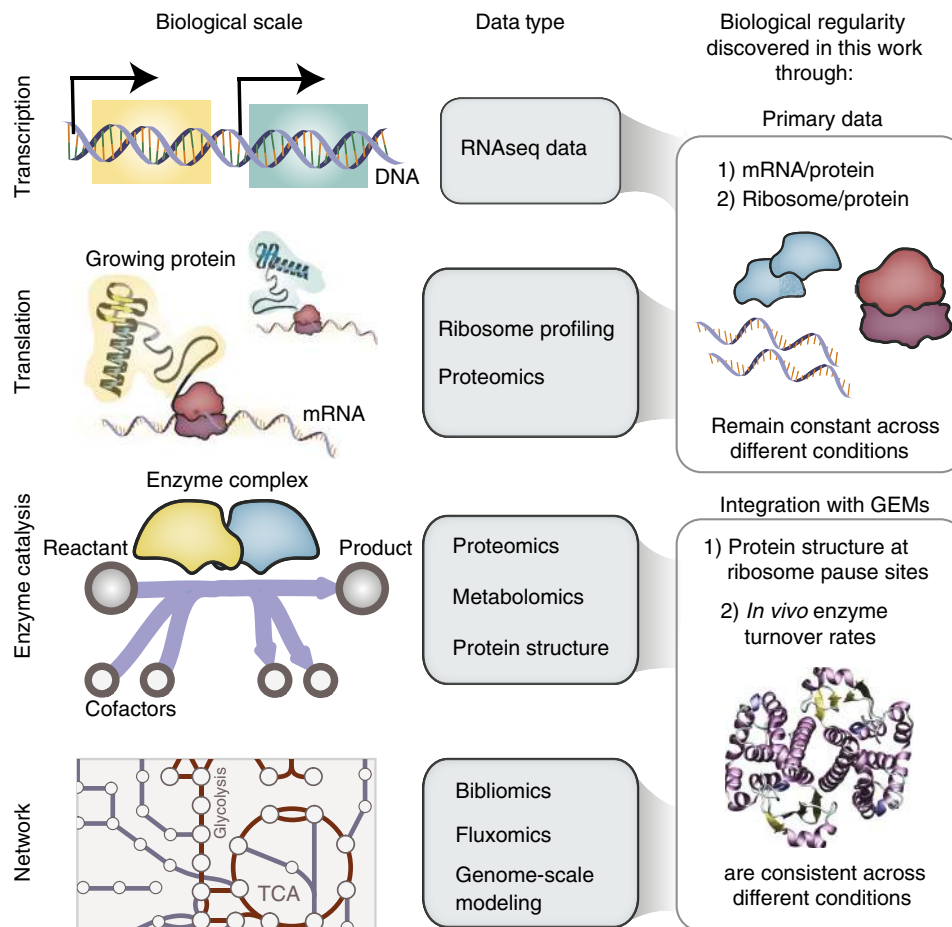 Biological scale
Data type
Biological regularity
discovered in this work
through:
Transcription
DNA
RNAseq data
Primary data
1) mRNA/protein
2) Ribosome/protein
Remain constant across
different conditions
Translation
Growing protein
mRNA
Ribosome profiling
Proteomics
Enzyme catalysis
Enzyme complex
Reactant
Product
Cofactors
Proteomics
Metabolomics
Protein structure
Integration with GEMs
1) Protein structure at
ribosome pause sites
2) In vivo enzyme
turnover rates
are consistent across
different conditions
Network
Glycolysis
TCA
Bibliomics
Fluxomics
Genome-scale
modeling